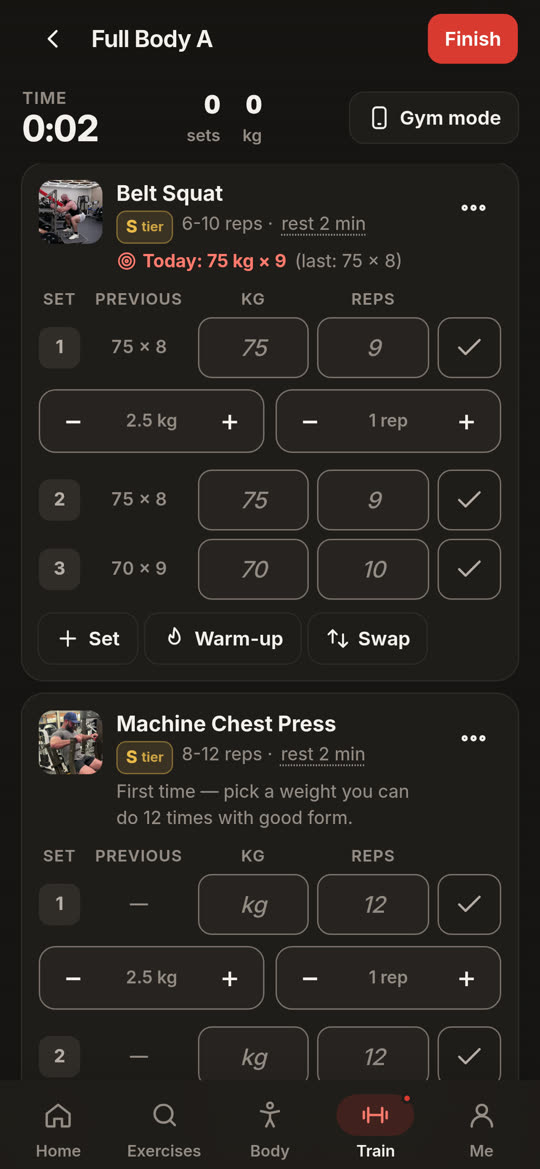 Full Body A
Finish
TIME
0:02
0 0
sets kg
Gym mode
Belt Squat
S tier 6-10 reps · rest 2 min
Today: 75 kg × 9 (last: 75 × 8)
SET PREVIOUS KG REPS
1 75 × 8 75 9
− 2.5 kg + − 1 rep +
2 75 × 8 75 9
3 70 × 9 70 10
+ Set Warm-up Swap
Machine Chest Press
S tier 8-12 reps · rest 2 min
First time — pick a weight you can
do 12 times with good form.
SET PREVIOUS KG REPS
1 — kg 12
− 2.5 kg + − 1 rep +
2 — kg 12
Home Exercises Body Train Me